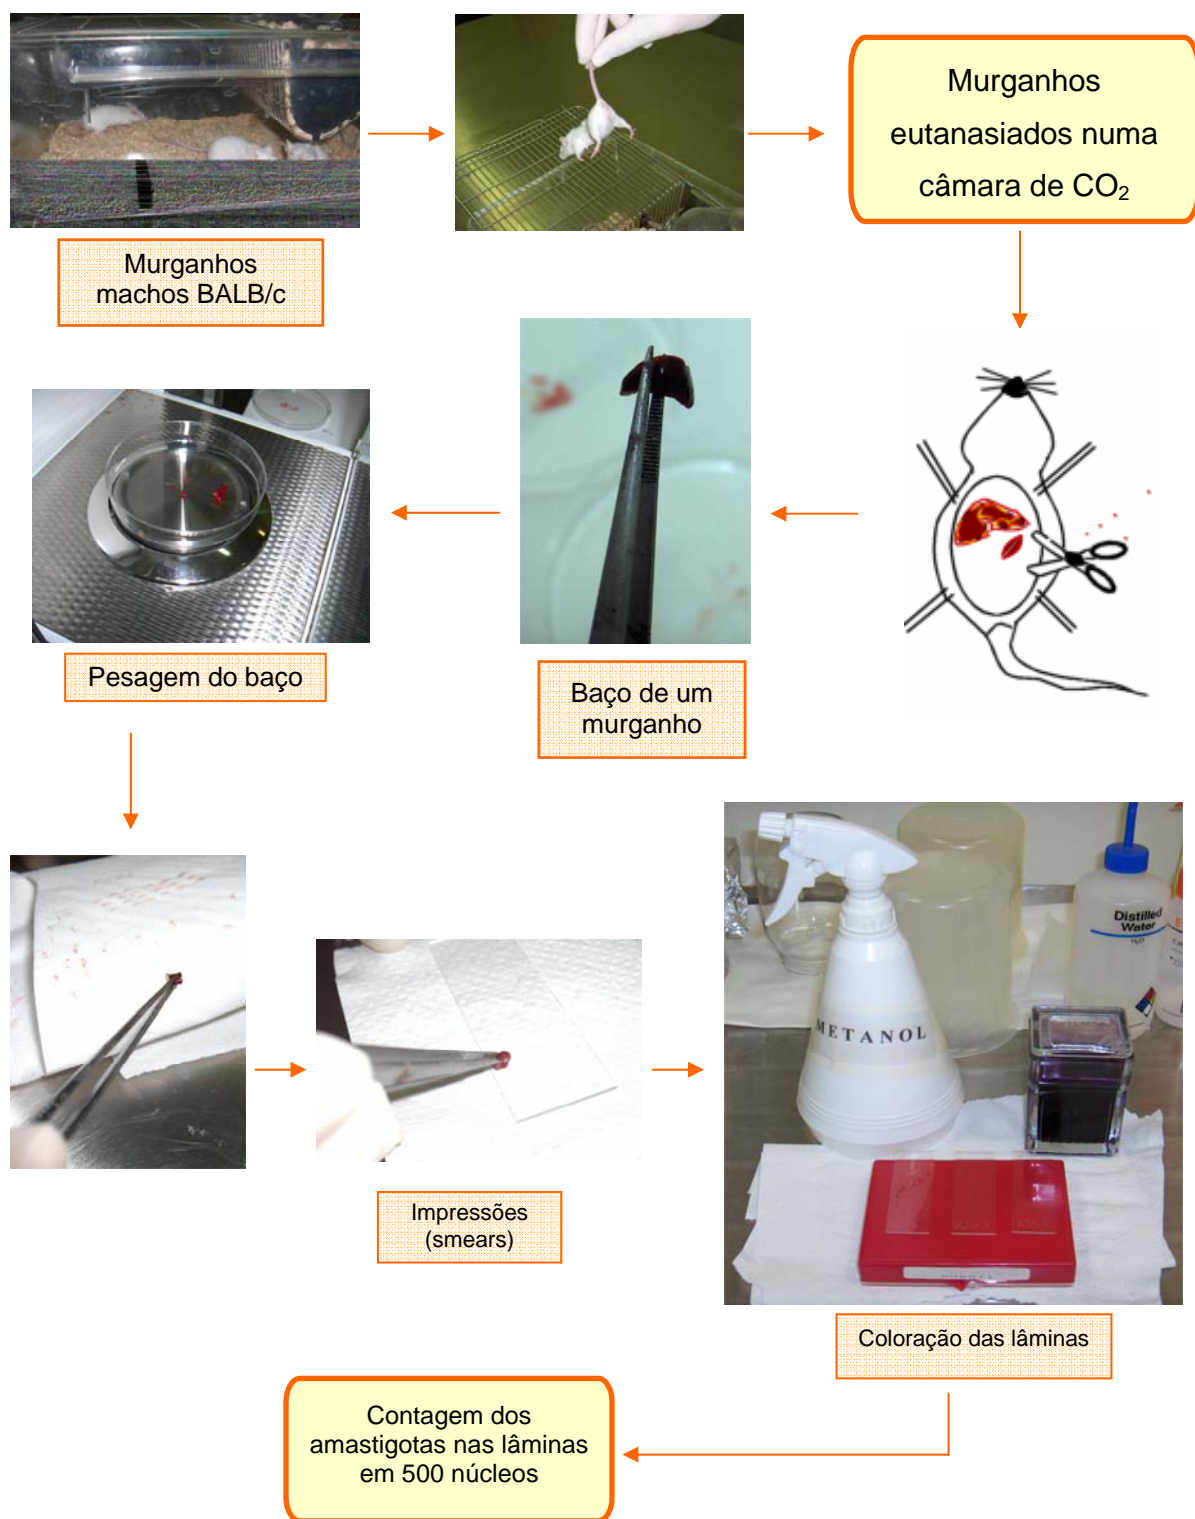 Murganhos
eutanasiados numa
câmara de CO₂
Murganhos
machos BALB/c
Pesagem do baço
Baço de um
murganho
Distilled
Water
H₂O
METANOL
Impressões
(smears)
Coloração das lâminas
Contagem dos
amastigotas nas lâminas
em 500 núcleos